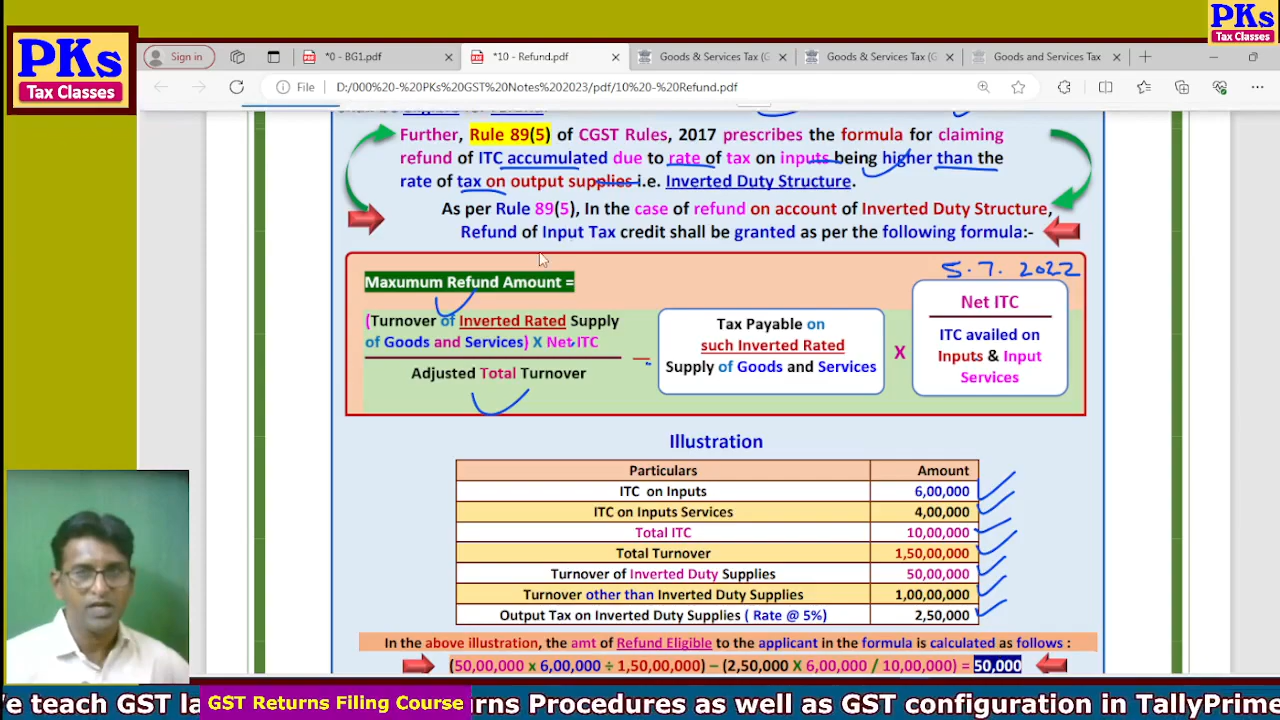 PKs
Tax Classes
PKs
Tax Classes
Sign in
*0 - BG1.pdf
*10 - Refund.pdf
Goods & Services Tax (G
Goods & Services Tax (G
Goods and Services Tax
File
D:/000%20-%20PKs%20GST%20Notes%202023/pdf/10%20-%20Refund.pdf
Further, Rule 89(5) of CGST Rules, 2017 prescribes the formula for claiming
refund of ITC accumulated due to rate of tax on inputs being higher than the
rate of tax on output supplies i.e. Inverted Duty Structure.
As per Rule 89(5), In the case of refund on account of Inverted Duty Structure,
Refund of Input Tax credit shall be granted as per the following formula:-
5.7. 2022
Maxumum Refund Amount =
(Turnover of Inverted Rated Supply
of Goods and Services) X Net ITC
Adjusted Total Turnover
—
Tax Payable on
such Inverted Rated
Supply of Goods and Services
X
Net ITC
ITC availed on
Inputs & Input
Services
Illustration
Particulars Amount
ITC on Inputs 6,00,000
ITC on Inputs Services 4,00,000
Total ITC 10,00,000
Total Turnover 1,50,00,000
Turnover of Inverted Duty Supplies 50,00,000
Turnover other than Inverted Duty Supplies 1,00,00,000
Output Tax on Inverted Duty Supplies ( Rate @ 5%) 2,50,000
In the above illustration, the amt of Refund Eligible to the applicant in the formula is calculated as follows :
(50,00,000 x 6,00,000 ÷ 1,50,00,000) – (2,50,000 X 6,00,000 / 10,00,000) = 50,000
e teach GST la
GST Returns Filing Course
rns Procedures as well as GST configuration in TallyPrime